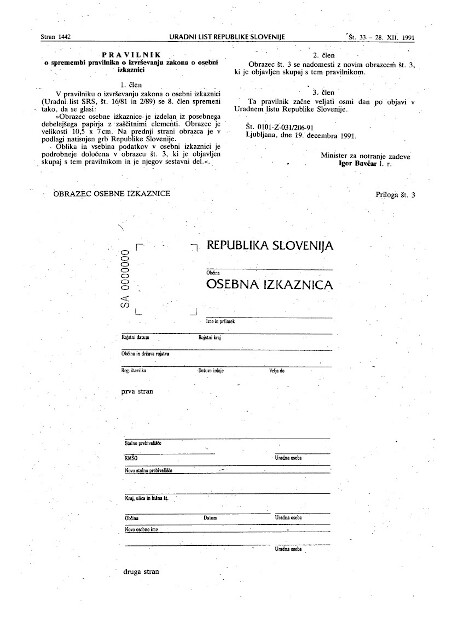 Stran 1442
URADNI LIST REPUBLIKE SLOVENIJE
Št. 33 – 28. XII. 1991
PRAVILNIK
o spremembi pravilnika o izvrševanju zakona o osebni
izkaznici
1. člen
V pravilniku o izvrševanju zakona o osebni izkaznici
(Uradni list SRS, št. 16/81 in 2/89) se 8. člen spremeni
tako, da se glasi:
»Obrazec osebne izkaznice je izdelan iz posebnega
debelejšega papirja z zaščitnimi elementi. Obrazec je
velikosti 10,5 x 7cm. Na prednji strani obrazca je v
podlagi natisnjen grb Republike Slovenije.
Oblika in vsebina podatkov v osebni izkaznici je
podrobneje določena v obrazcu št. 3, ki je objavljen
skupaj s tem pravilnikom in je njegov sestavni del.«.
2. člen
Obrazec št. 3 se nadomesti z novim obrazcem št. 3,
ki je objavljen skupaj s tem pravilnikom.
3. člen
Ta pravilnik začne veljati osmi dan po objavi v
Uradnem listu Republike Slovenije.
Št. 0101-Z-031/206-91
Ljubljana, dne 19. decembra 1991.
Minister za notranje zadeve
Igor Bavčar l. r.
OBRAZEC OSEBNE IZKAZNICE
Priloga št. 3
SA 0000000
REPUBLIKA SLOVENIJA
Občina
OSEBNA IZKAZNICA
Ime in priimek
Rojstni datum
Rojstni kraj
Občina in država rojstva
Reg. številka
Datum izdaje
Velja do
prva stran
Stalno prebivališče
EMŠO
Uradna oseba
Novo stalno prebivališče
Kraj, ulica in hišna št.
Občina
Datum
Uradna oseba
Novo osebno ime
Uradna oseba
druga stran